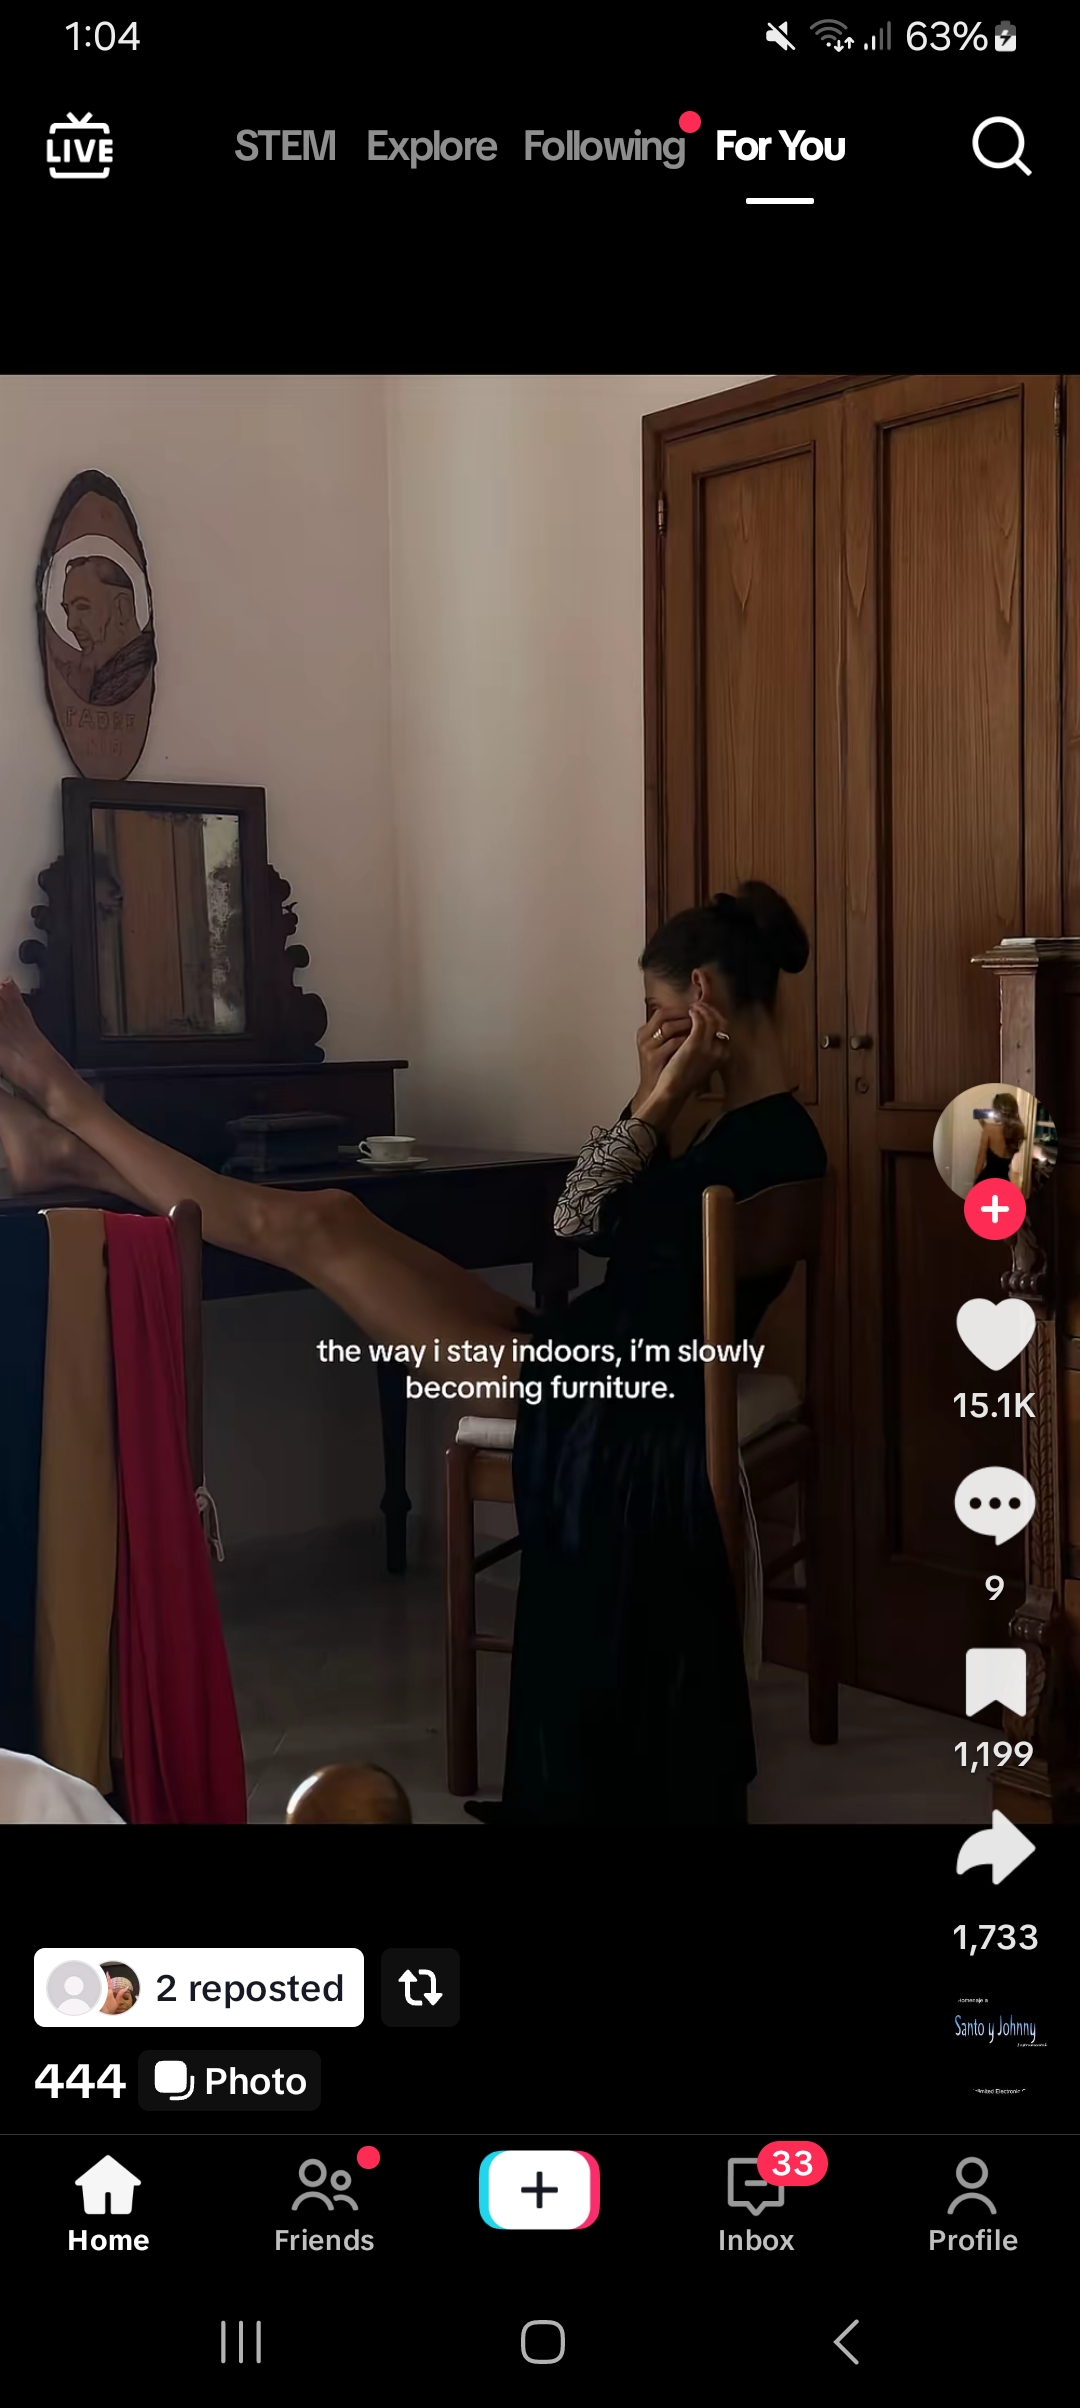 1:04
63%
LIVE
STEM
Explore
Following
For You
PADRE
PIO
the way i stay indoors, i'm slowly
becoming furniture.
15.1K
9
1,199
1,733
2 reposted
Homenaje a
Santo y Johnny
444
Photo
Home
Friends
33
Inbox
Profile